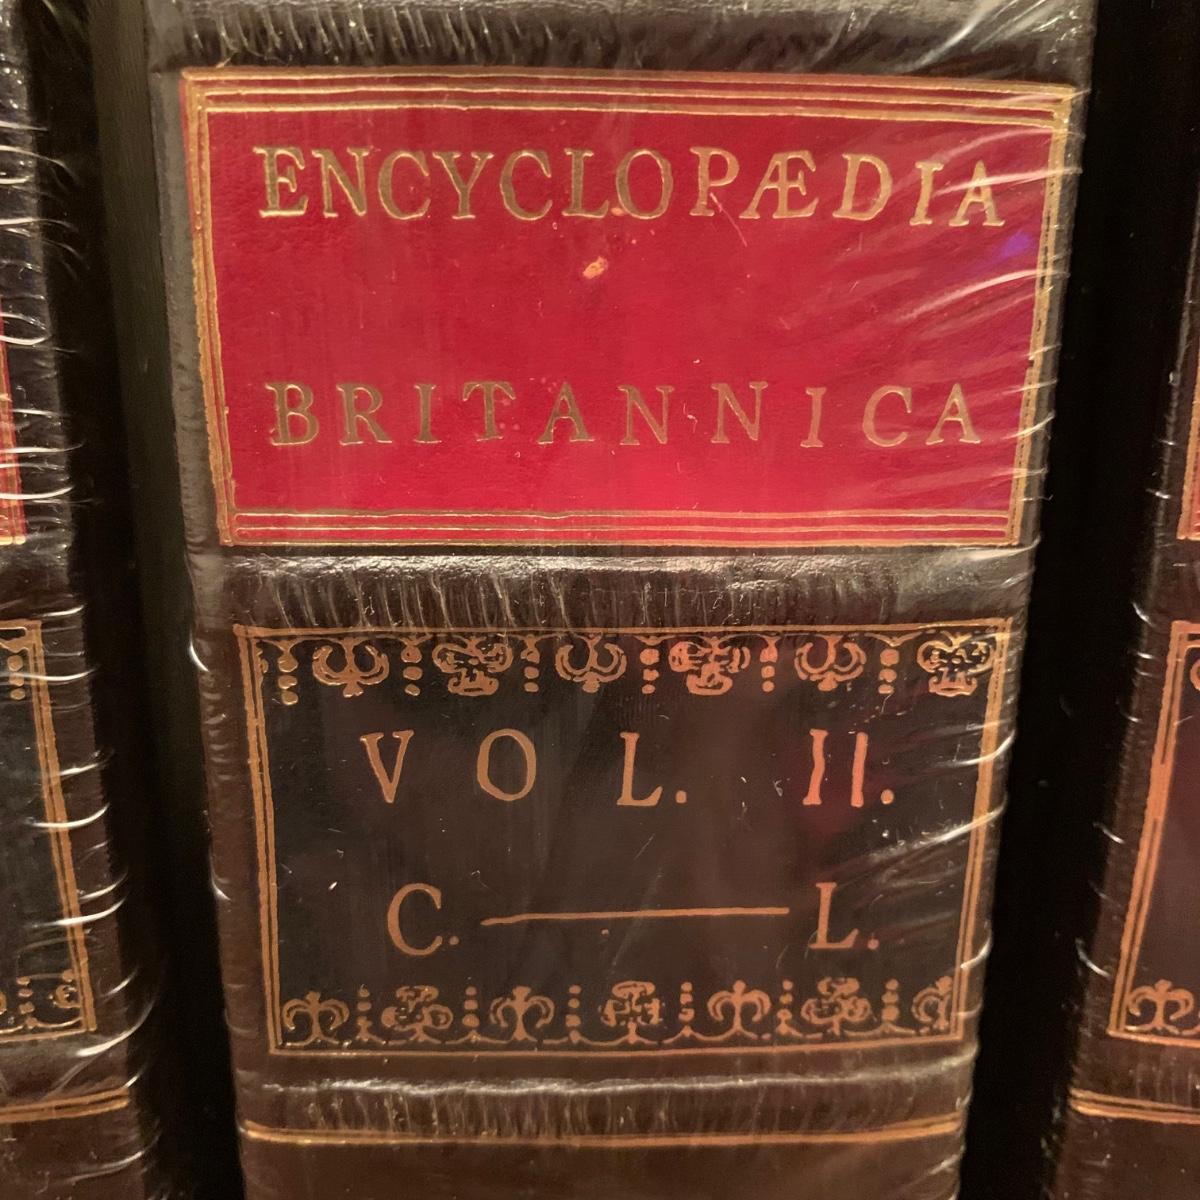 ENCYCLOPÆDIA
BRITANNICA
VOL. II.
C. — L.